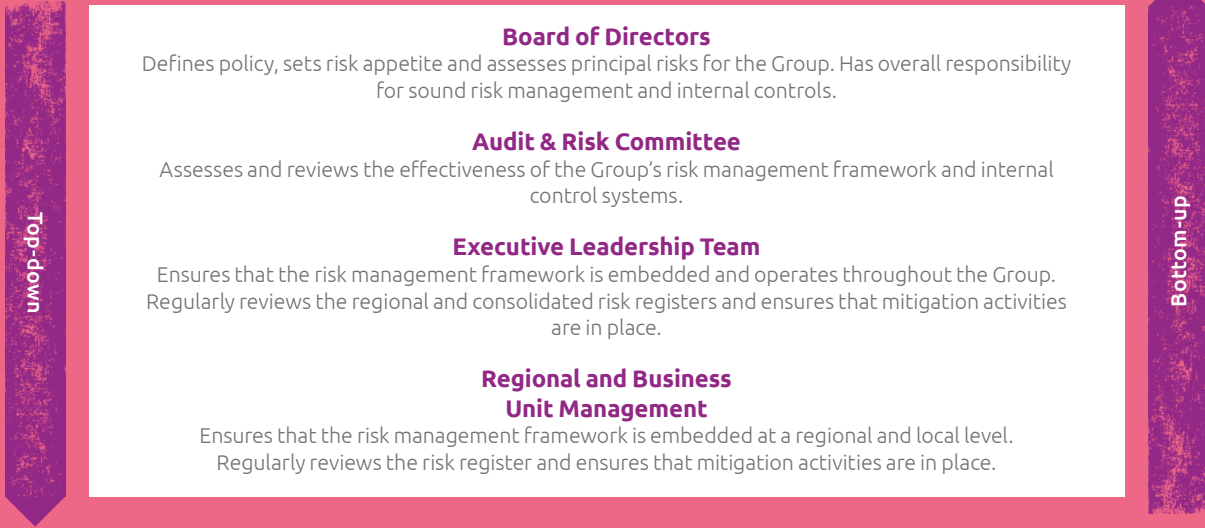 Top-down
Board of Directors
Defines policy, sets risk appetite and assesses principal risks for the Group. Has overall responsibility
for sound risk management and internal controls.
Audit & Risk Committee
Assesses and reviews the effectiveness of the Group’s risk management framework and internal
control systems.
Executive Leadership Team
Ensures that the risk management framework is embedded and operates throughout the Group.
Regularly reviews the regional and consolidated risk registers and ensures that mitigation activities
are in place.
Regional and Business
Unit Management
Ensures that the risk management framework is embedded at a regional and local level.
Regularly reviews the risk register and ensures that mitigation activities are in place.
Bottom-up